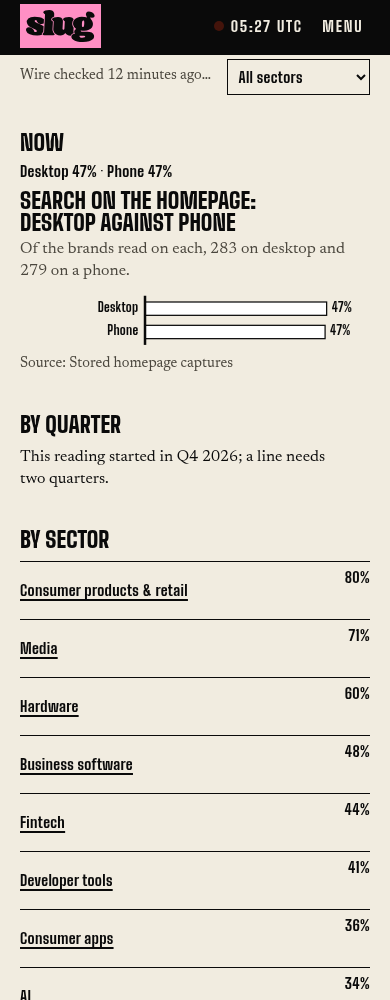 slug
05:27 UTC MENU
Wire checked 12 minutes ago…
All sectors
NOW
Desktop 47% · Phone 47%
SEARCH ON THE HOMEPAGE:
DESKTOP AGAINST PHONE
Of the brands read on each, 283 on desktop and
279 on a phone.
Desktop 47%
Phone 47%
Source: Stored homepage captures
BY QUARTER
This reading started in Q4 2026; a line needs
two quarters.
BY SECTOR
Consumer products & retail 80%
Media 71%
Hardware 60%
Business software 48%
Fintech 44%
Developer tools 41%
Consumer apps 36%
AI 34%